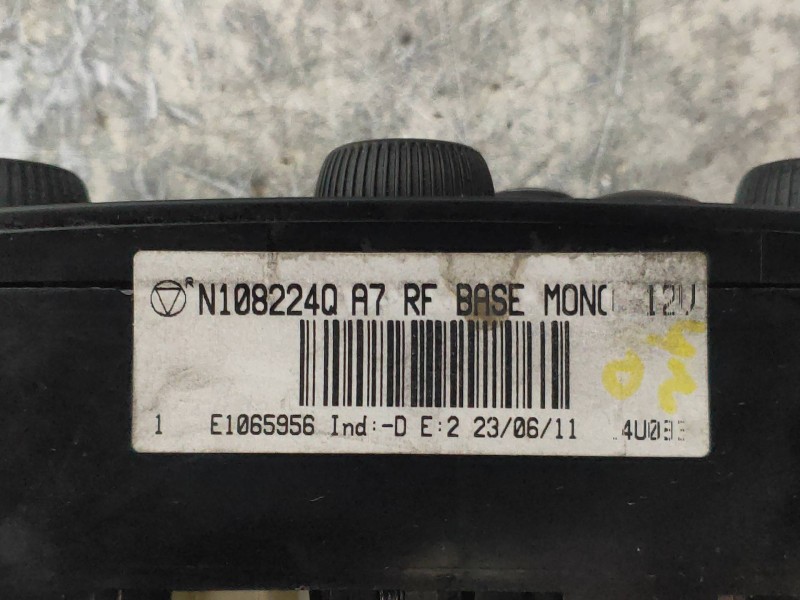 R N108224Q A7 RF BASE MONO 12V
1 E1065956 Ind:-D E:2 23/06/11